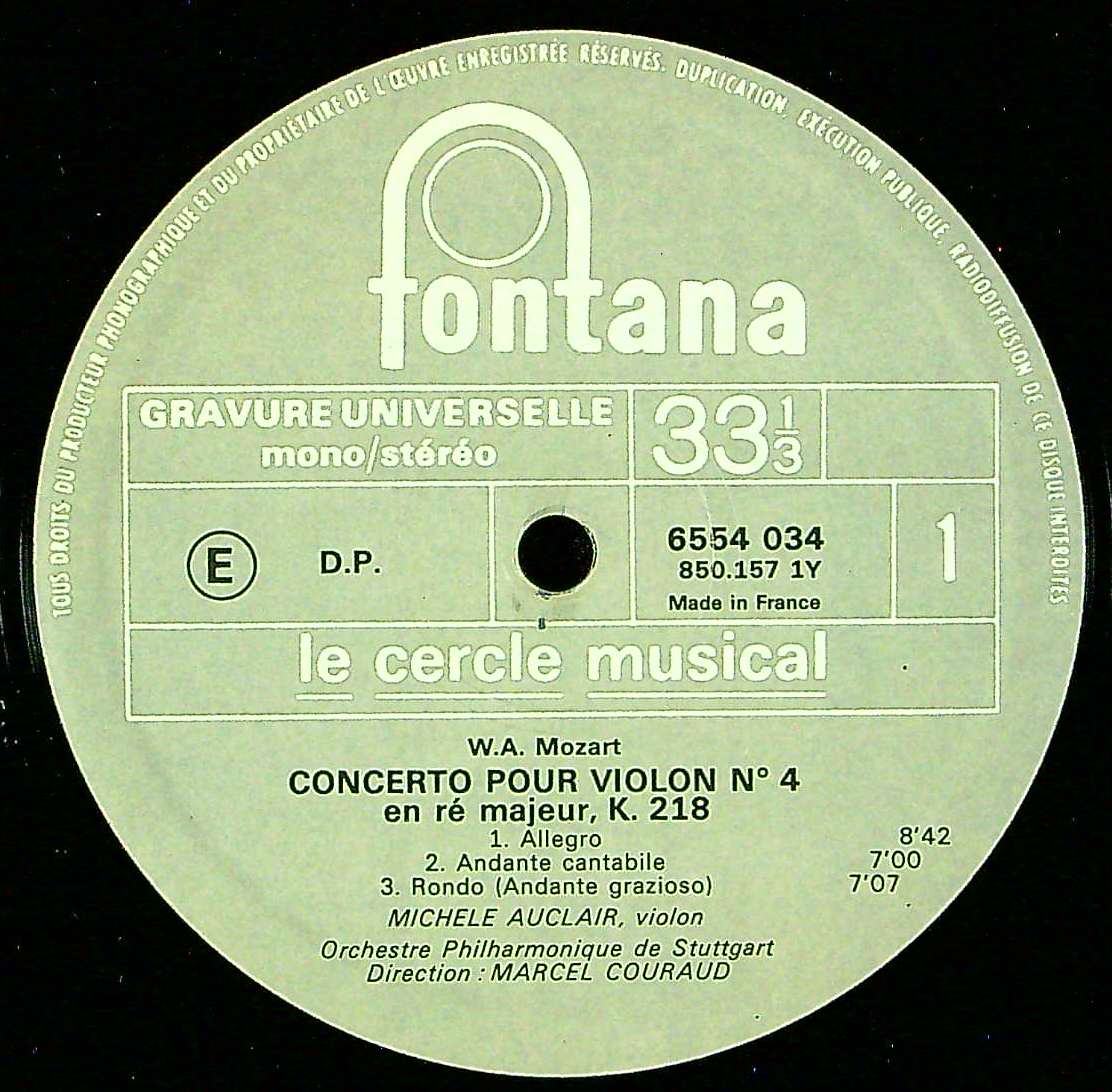 TOUS DROITS DU PRODUCTEUR PHONOGRAPHIQUE ET DU PROPRIÉTAIRE DE L'ŒUVRE ENREGISTRÉE RÉSERVÉS. DUPLICATION, EXÉCUTION PUBLIQUE, RADIODIFFUSION DE CE DISQUE INTERDITES
fontana
GRAVURE UNIVERSELLE
mono/stéréo
33 1/3
E
D.P.
6554 034
850.157 1Y
Made in France
1
le cercle musical
W.A. Mozart
CONCERTO POUR VIOLON N° 4
en ré majeur, K. 218
1. Allegro 8'42
2. Andante cantabile 7'00
3. Rondo (Andante grazioso) 7'07
MICHELE AUCLAIR, violon
Orchestre Philharmonique de Stuttgart
Direction : MARCEL COURAUD